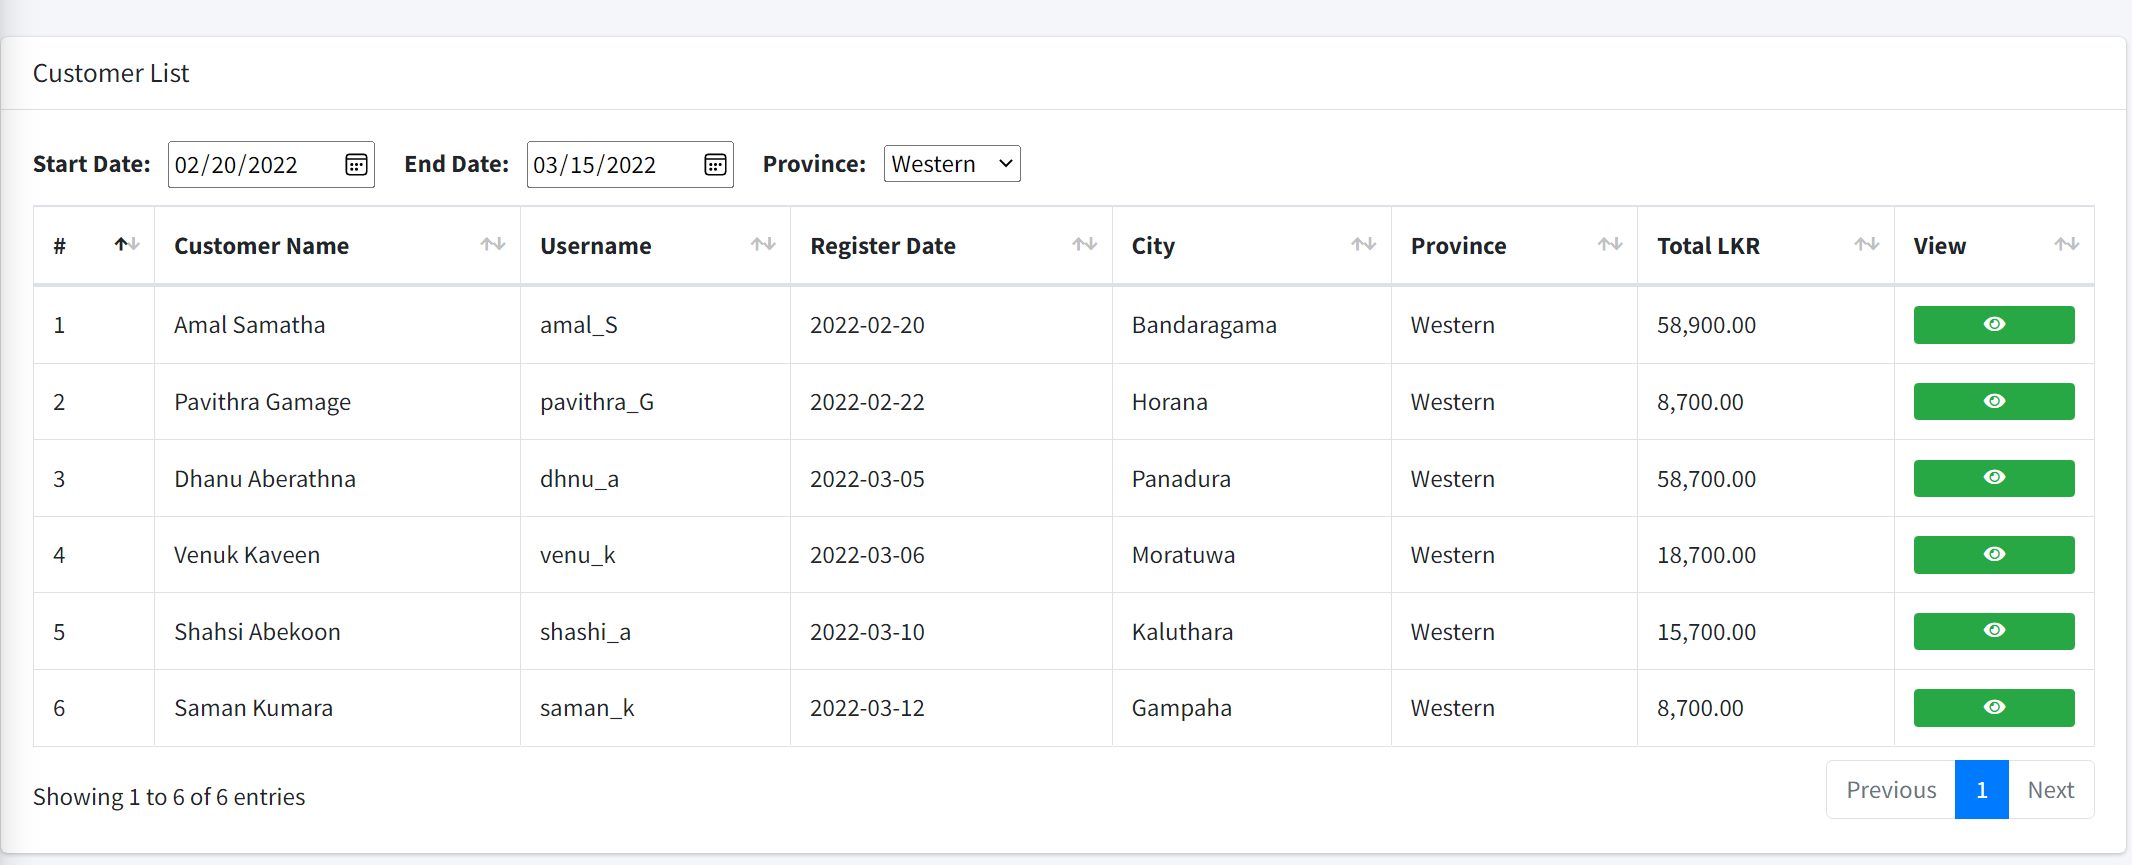 Customer List
Start Date: 02/20/2022 End Date: 03/15/2022 Province: Western
# Customer Name Username Register Date City Province Total LKR View
1 Amal Samatha amal_S 2022-02-20 Bandaragama Western 58,900.00
2 Pavithra Gamage pavithra_G 2022-02-22 Horana Western 8,700.00
3 Dhanu Aberathna dhnu_a 2022-03-05 Panadura Western 58,700.00
4 Venuk Kaveen venu_k 2022-03-06 Moratuwa Western 18,700.00
5 Shahsi Abekoon shashi_a 2022-03-10 Kaluthara Western 15,700.00
6 Saman Kumara saman_k 2022-03-12 Gampaha Western 8,700.00
Showing 1 to 6 of 6 entries Previous 1 Next